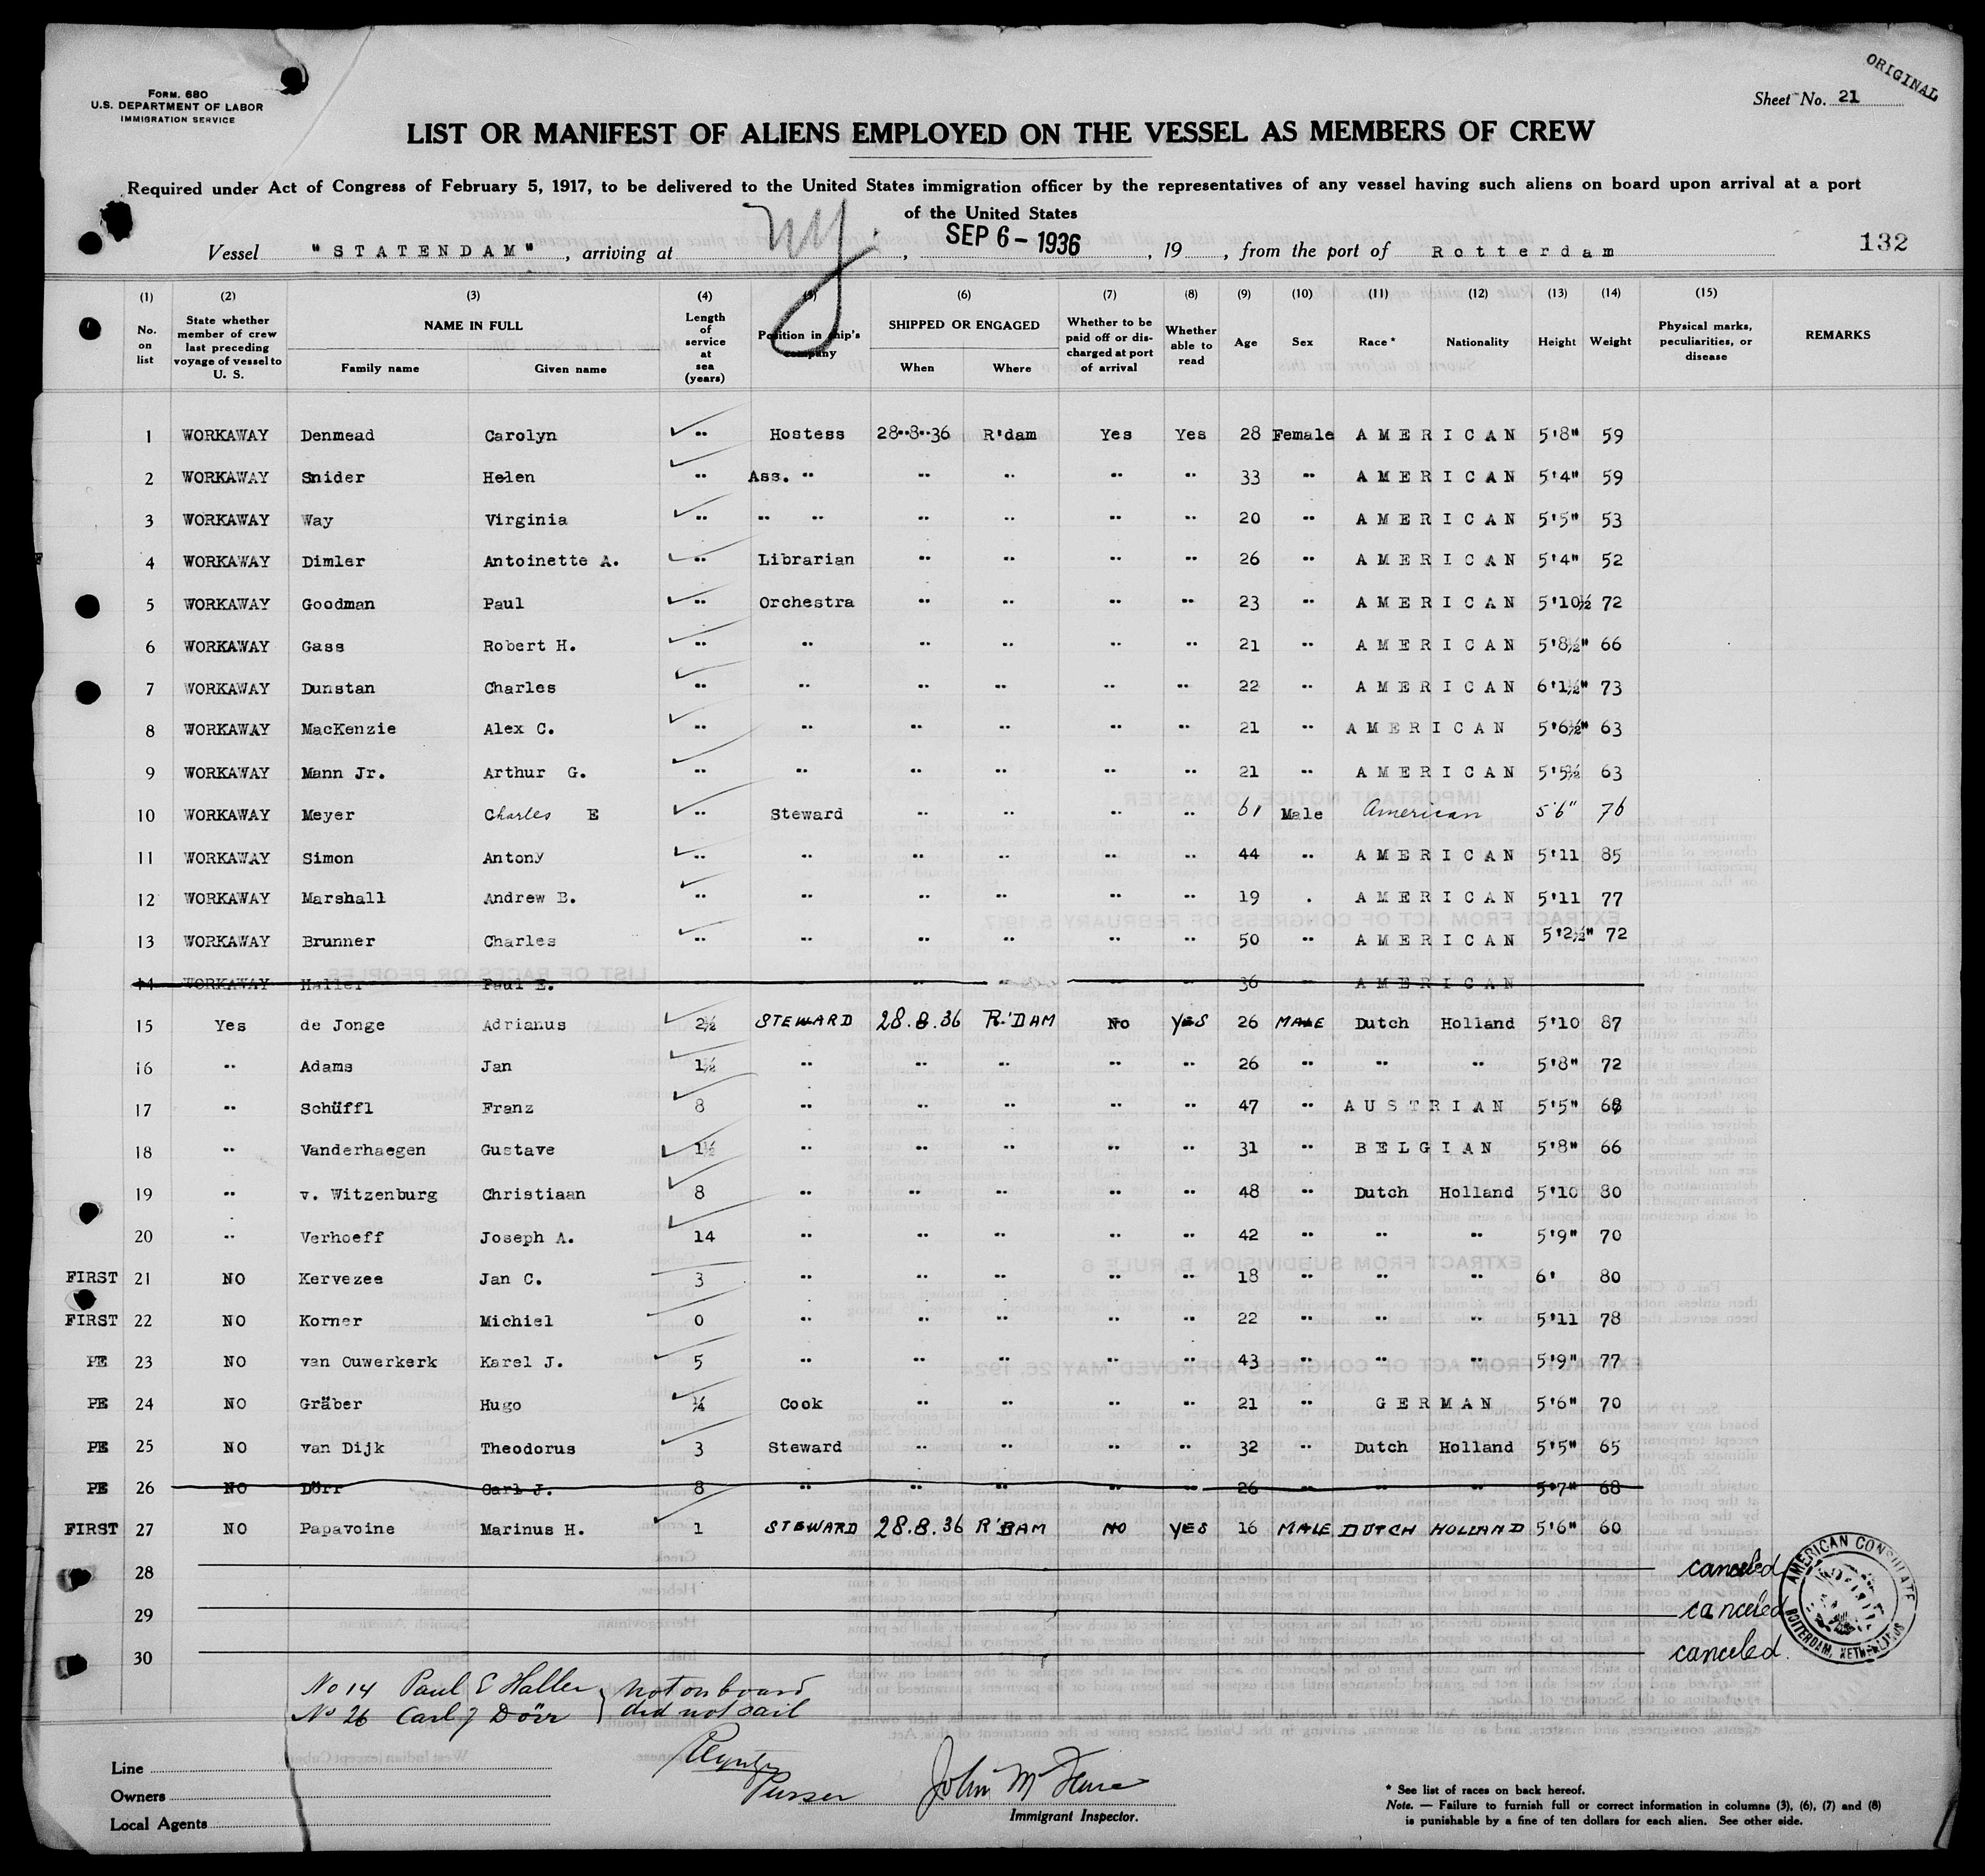 ORIGINAL
FORM. 680
U.S. DEPARTMENT OF LABOR
IMMIGRATION SERVICE
Sheet No. 21
LIST OR MANIFEST OF ALIENS EMPLOYED ON THE VESSEL AS MEMBERS OF CREW
Required under Act of Congress of February 5, 1917, to be delivered to the United States immigration officer by the representatives of any vessel having such aliens on board upon arrival at a port
of the United States
Vessel "STATENDAM", arriving at NY., SEP 6 - 1936, 19 , from the port of Rotterdam 132
(1) (2) (3) (4) (5) (6) (7) (8) (9) (10) (11) (12) (13) (14) (15)
No. on list State whether member of crew last preceding voyage of vessel to U. S. NAME IN FULL Family name Given name Length of service at sea (years) Position in ship's company SHIPPED OR ENGAGED When Where Whether to be paid off or discharged at port of arrival Whether able to read Age Sex Race* Nationality Height Weight Physical marks, peculiarities, or disease REMARKS
1 WORKAWAY Denmead Carolyn " Hostess 28-8-36 R'dam Yes Yes 28 Female AMERICAN 5'8" 59
2 WORKAWAY Snider Helen " Ass. " " " " " 33 " AMERICAN 5'4" 59
3 WORKAWAY Way Virginia " " " " " " " 20 " AMERICAN 5'5" 53
4 WORKAWAY Dimler Antoinette A. " Librarian " " " " 26 " AMERICAN 5'4" 52
5 WORKAWAY Goodman Paul " Orchestra " " " " 23 " AMERICAN 5'10½ 72
6 WORKAWAY Gass Robert H. " " " " " " 21 " AMERICAN 5'8½" 66
7 WORKAWAY Dunstan Charles " " " " " " 22 " AMERICAN 6'1½" 73
8 WORKAWAY MacKenzie Alex C. " " " " " " 21 " AMERICAN 5'6½" 63
9 WORKAWAY Mann Jr. Arthur G. " " " " " " 21 " AMERICAN 5'5½ 63
10 WORKAWAY Meyer Charles E " Steward " " " " 61 Male American 5'6" 76
11 WORKAWAY Simon Antony " " " " " " 44 " AMERICAN 5'11 85
12 WORKAWAY Marshall Andrew B. " " " " " " 19 . AMERICAN 5'11 77
13 WORKAWAY Brunner Charles " " " " " " 50 " AMERICAN 5'2½" 72
14 WORKAWAY Haller Paul E. " " 36 AMERICAN
15 Yes de Jonge Adrianus 2½ STEWARD 28.8.36 R.'DAM No YES 26 MALE Dutch Holland 5'10 87
16 " Adams Jan 1½ " " " " " 26 " " " 5'8" 72
17 " Schüffl Franz 8 " " " " " 47 " AUSTRIAN 5'5" 68
18 " Vanderhaegen Gustave 1½ " " " " " 31 " BELGIAN 5'8" 66
19 " v. Witzenburg Christiaan 8 " " " " " 48 " Dutch Holland 5'10 80
20 " Verhoeff Joseph A. 14 " " " " " 42 " " " 5'9" 70
FIRST 21 NO Kervezee Jan C. 3 " " " " " 18 " " " 6' 80
FIRST 22 NO Korner Michiel 0 " " " " " 22 " " " 5'11 78
PE 23 NO van Ouwerkerk Karel J. 5 " " " " " 43 " " " 5'9" 77
PE 24 NO Gräber Hugo ¼ Cook " " " " 21 " GERMAN 5'6" 70
PE 25 NO van Dijk Theodorus 3 Steward " " " " 32 " Dutch Holland 5'5" 65
PE 26 NO Dörr Carl J. 8 " " " " " 26 " " " 5'7" 68
FIRST 27 NO Papavoine Marinus H. 1 STEWARD 28.8.36 R'DAM NO YES 16 MALE DUTCH HOLLAND 5'6" 60
28 canceled
29 canceled
30 canceled.
AMERICAN CONSULATE ROTTERDAM, NETHERLANDS
No 14 Paul E Haller } not on board
No 26 Carl J Dörr } did not sail
Purser
John M
Immigrant Inspector.
Line
Owners
Local Agents
* See list of races on back hereof.
Note. — Failure to furnish full or correct information in columns (3), (6), (7) and (8)
is punishable by a fine of ten dollars for each alien. See other side.